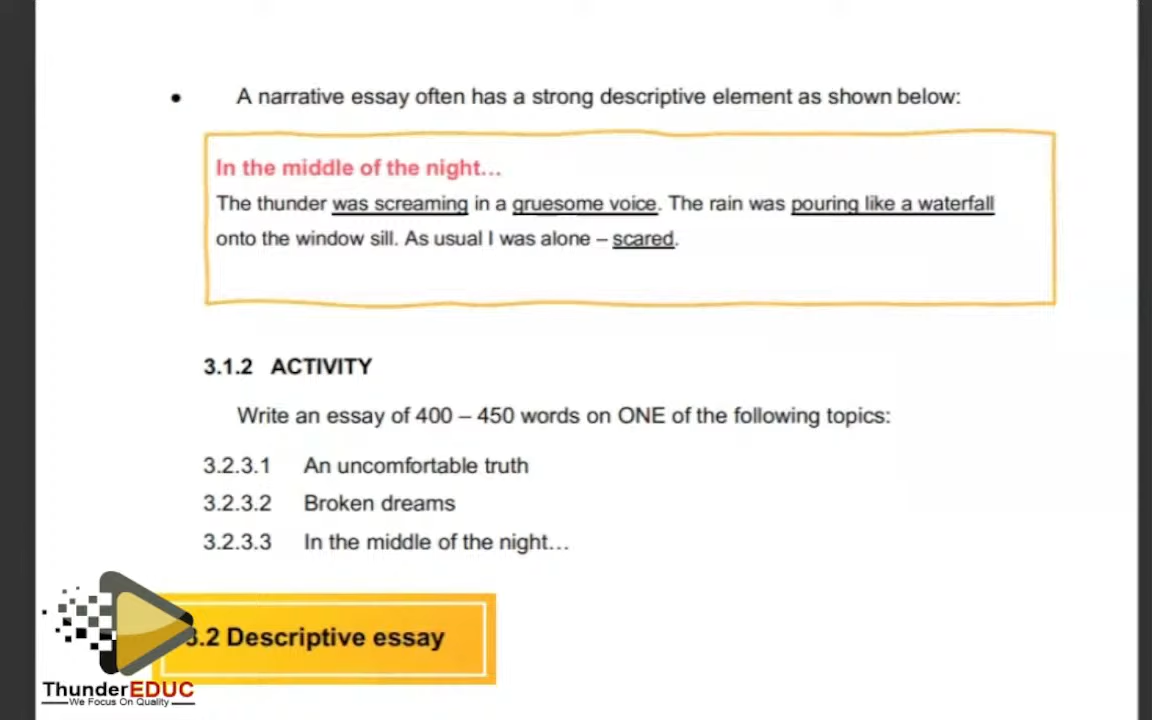 • A narrative essay often has a strong descriptive element as shown below:
In the middle of the night…
The thunder was screaming in a gruesome voice. The rain was pouring like a waterfall
onto the window sill. As usual I was alone – scared.
3.1.2 ACTIVITY
Write an essay of 400 – 450 words on ONE of the following topics:
3.2.3.1 An uncomfortable truth
3.2.3.2 Broken dreams
3.2.3.3 In the middle of the night…
3.2 Descriptive essay
ThunderEDUC
We Focus On Quality